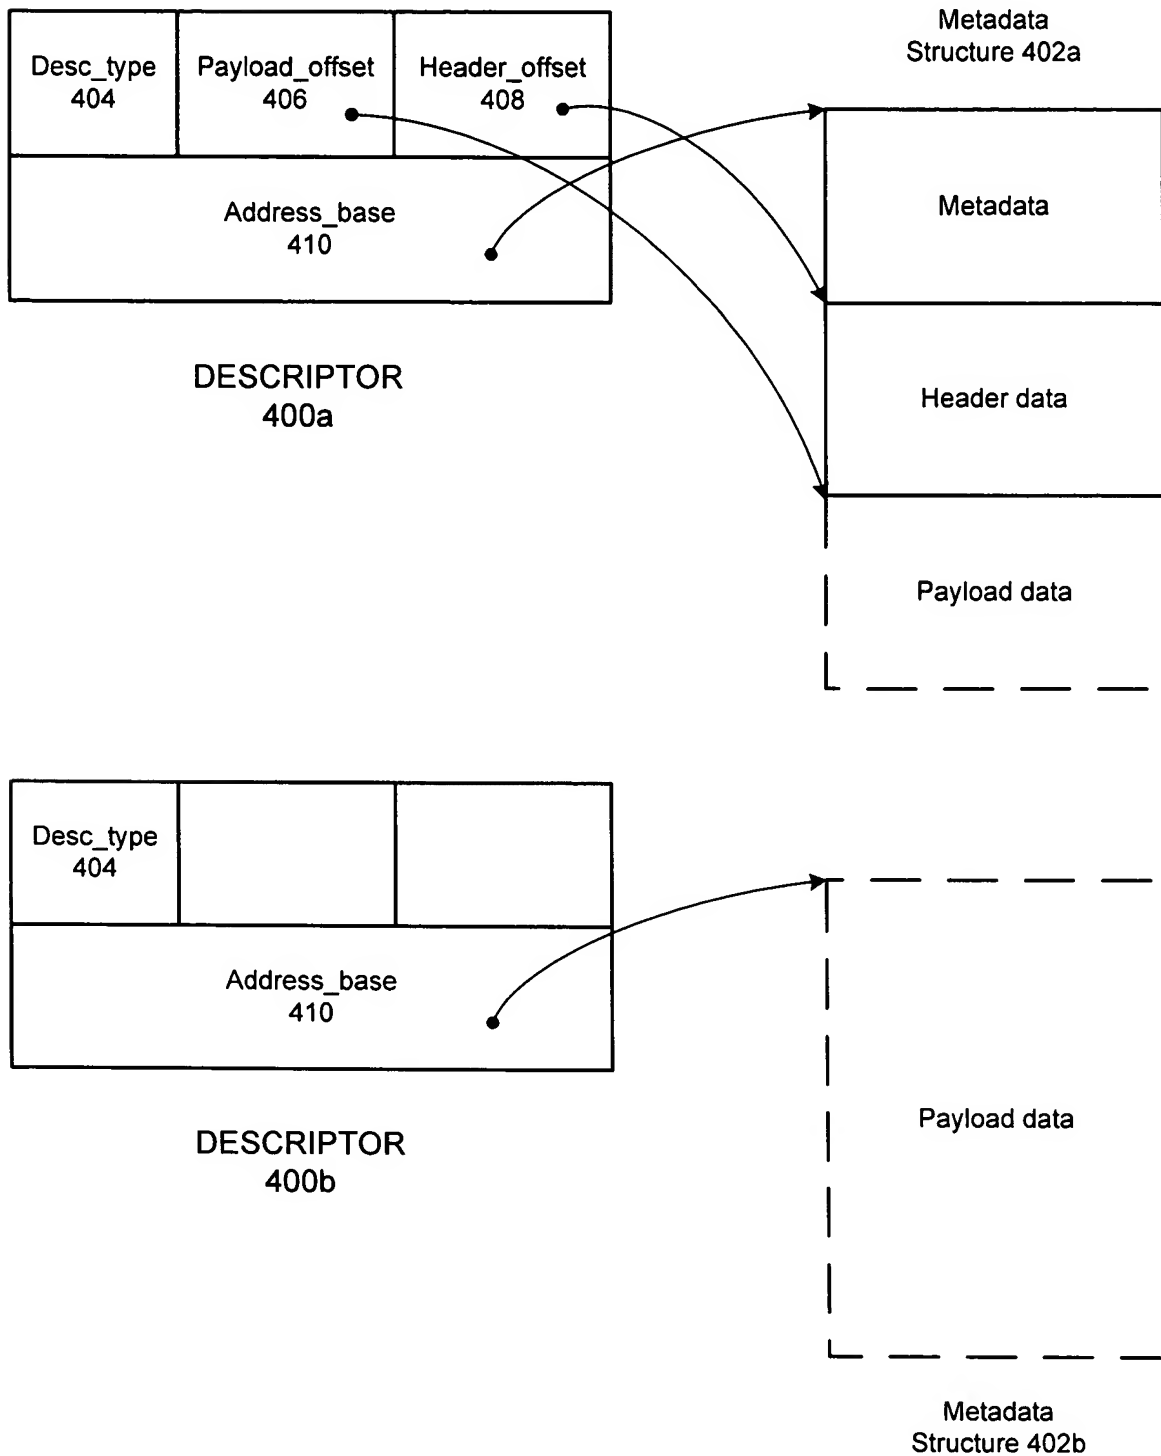 Metadata
Structure 402a
Desc_type
404
Payload_offset
406
Header_offset
408
Address_base
410
Metadata
Header data
Payload data
DESCRIPTOR
400a
Desc_type
404
Address_base
410
Payload data
DESCRIPTOR
400b
Metadata
Structure 402b